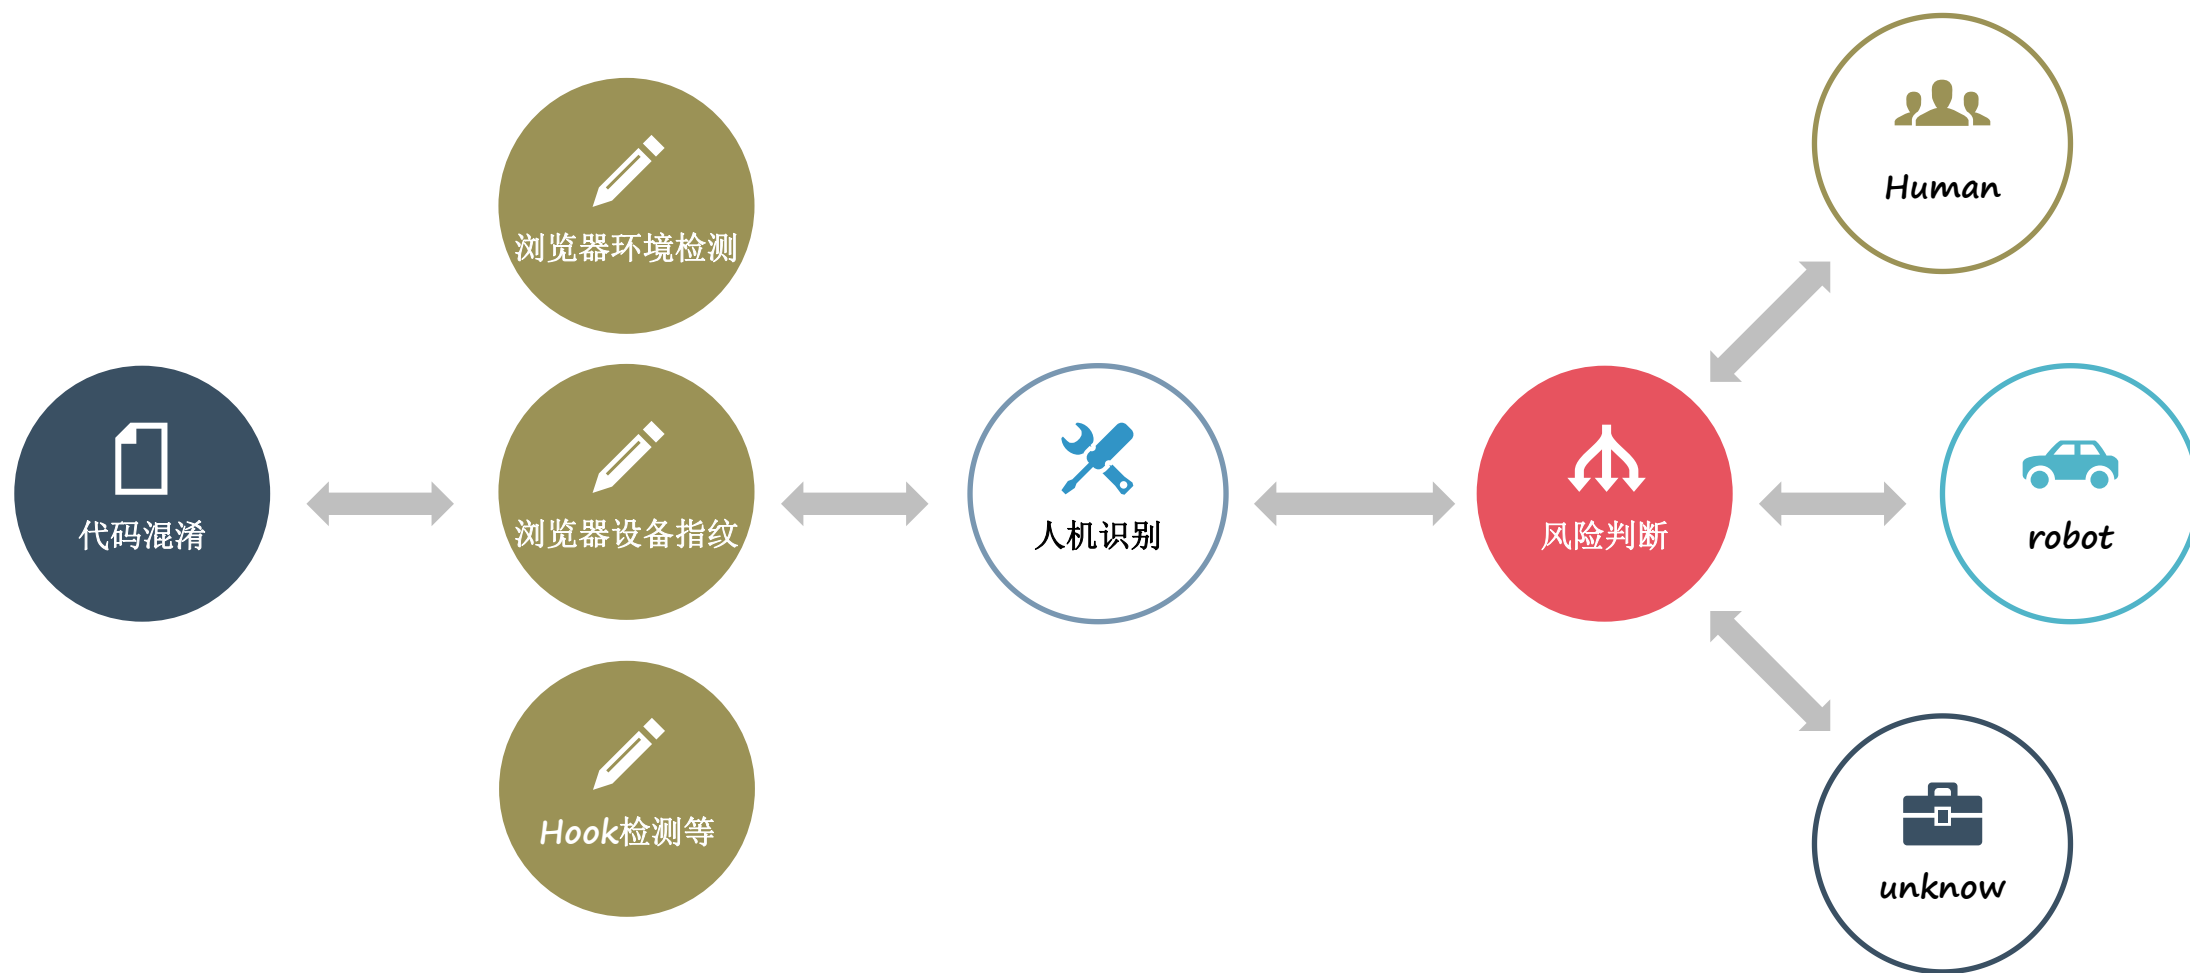 代码混淆
浏览器环境检测
浏览器设备指纹
Hook检测等
人机识别
风险判断
Human
robot
unknow